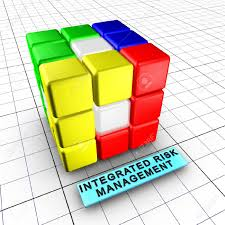 INTEGRATED RISK
MANAGEMENT